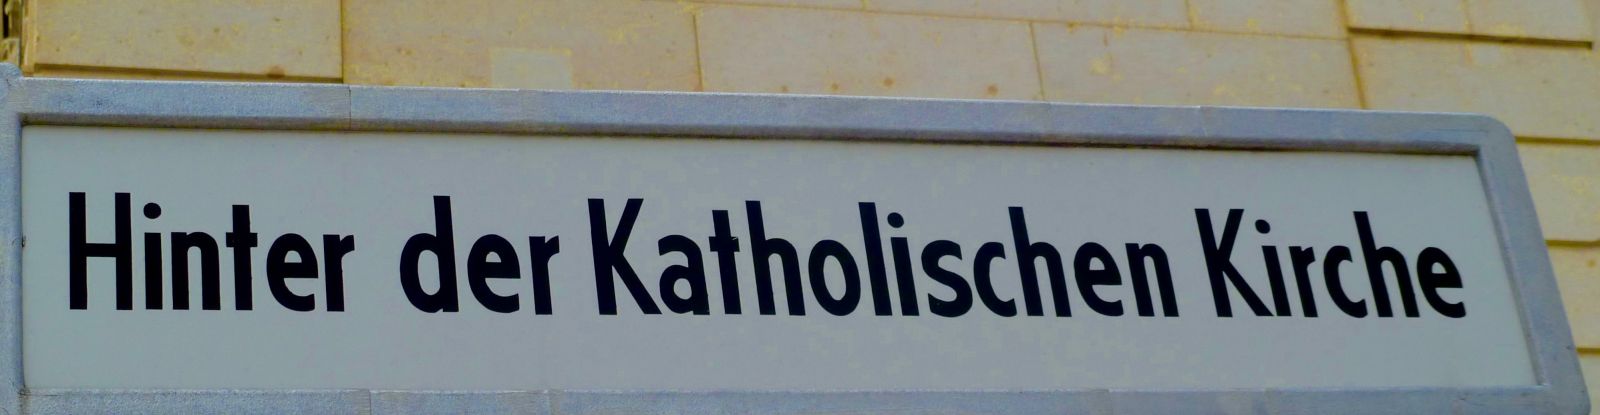 Hinter der Katholischen Kirche